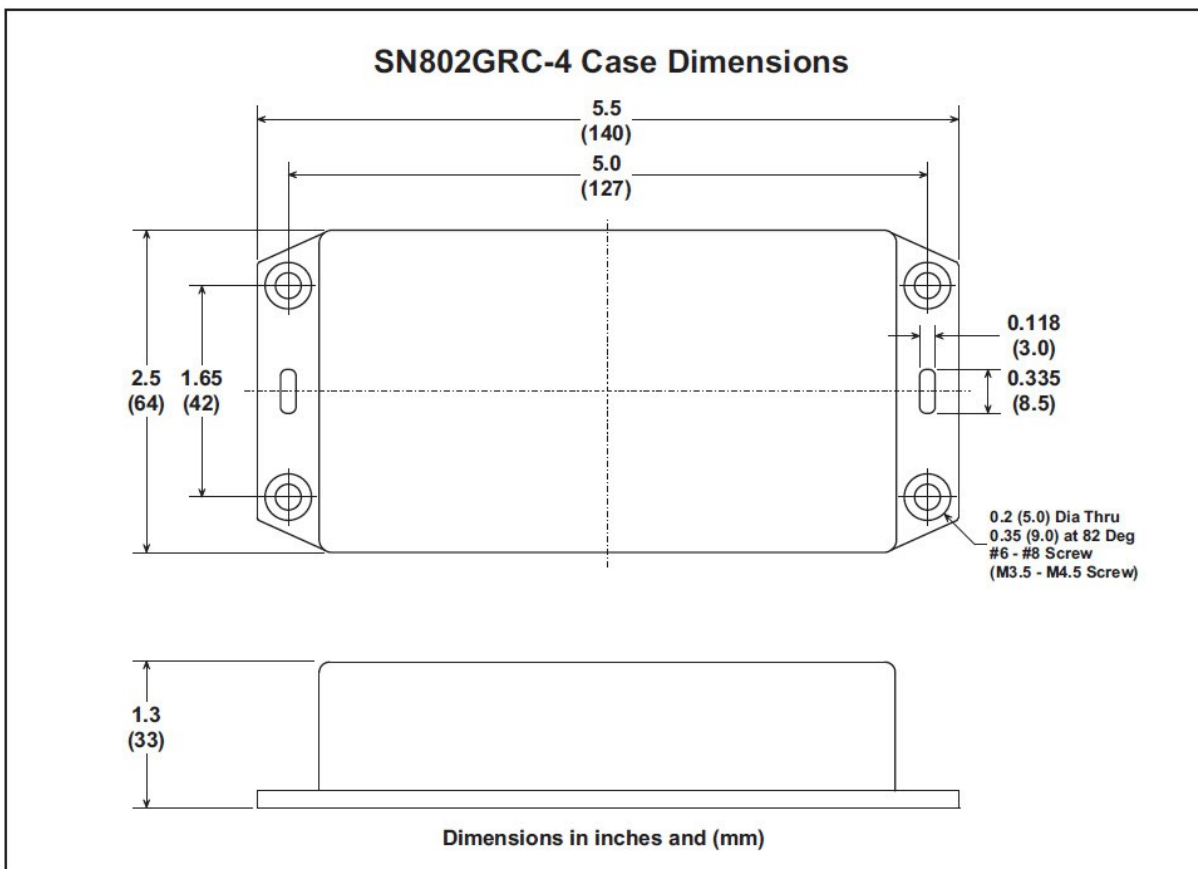 SN802GRC-4 Case Dimensions
5.5
(140)
5.0
(127)
0.118
(3.0)
2.5
(64)
1.65
(42)
0.335
(8.5)
0.2 (5.0) Dia Thru
0.35 (9.0) at 82 Deg
#6 - #8 Screw
(M3.5 - M4.5 Screw)
1.3
(33)
Dimensions in inches and (mm)